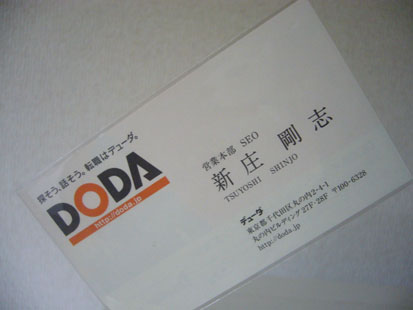 探そう、話そう。転職はデューダ。
DODA
http://doda.jp
営業本部 SEO
新庄 剛志
TSUYOSHI SHINJO
デューダ
東京都千代田区丸の内2-4-1
丸の内ビルディング27F・28F 〒100-6328
http://doda.jp